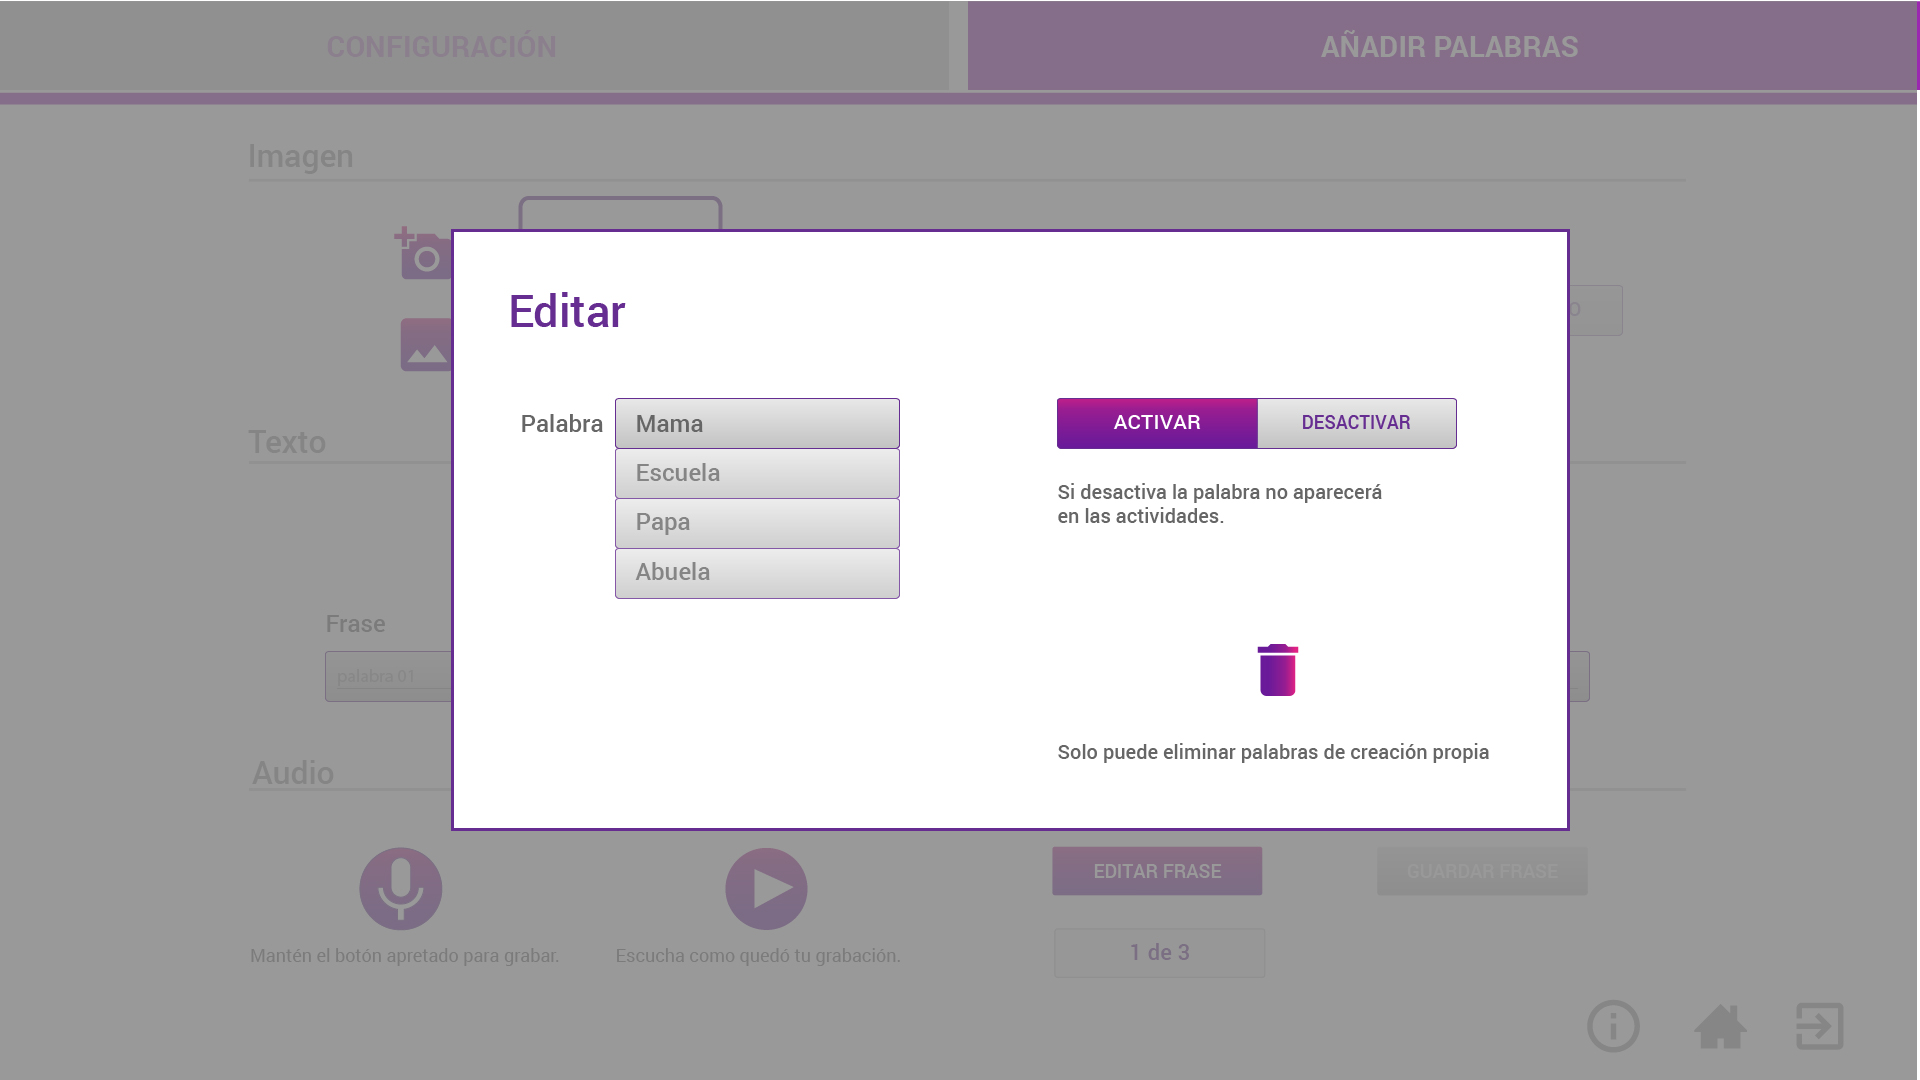 CONFIGURACIÓN
AÑADIR PALABRAS
Imagen
Editar
Palabra
Mama
Escuela
Papa
Abuela
ACTIVAR
DESACTIVAR
Si desactiva la palabra no aparecerá
en las actividades.
Solo puede eliminar palabras de creación propia
Texto
Frase
palabra 01
Audio
Mantén el botón apretado para grabar.
Escucha como quedó tu grabación.
EDITAR FRASE
GUARDAR FRASE
1 de 3